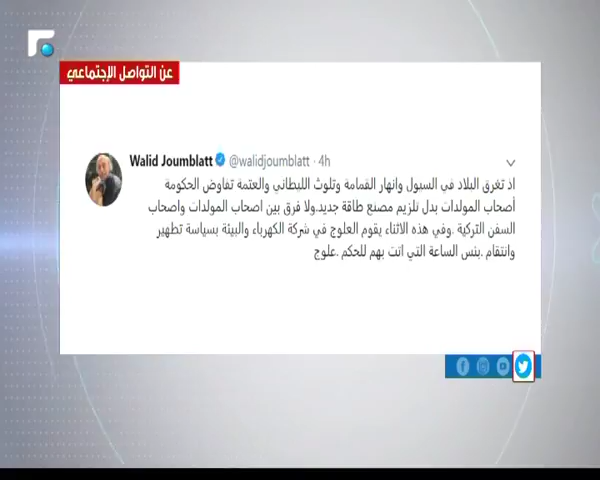 عن التواصل الإجتماعي
Walid Joumblatt @walidjoumblatt · 4h
اذ تغرق البلاد في السيول وانهار القمامة وتلوث الليطاني والعتمة تفاوض الحكومة
أصحاب المولدات بدل تلزيم مصنع طاقة جديد.ولا فرق بين اصحاب المولدات واصحاب
السفن التركية .وفي هذه الاثناء يقوم العلوج في شركة الكهرباء والبيئة بسياسة تطهير
وانتقام .بئس الساعة التي اتت بهم للحكم .علوج